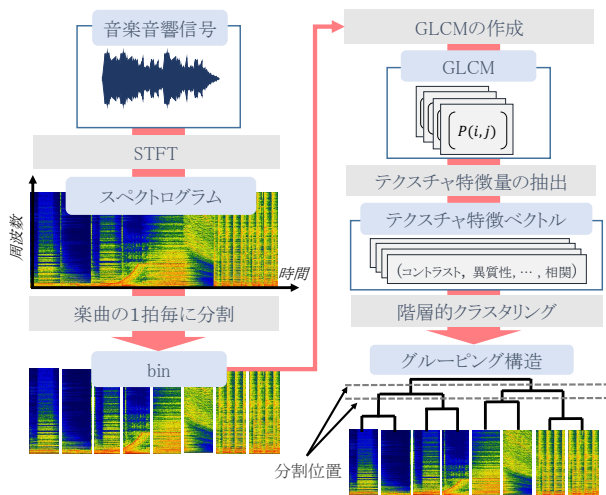 音楽音響信号
STFT
スペクトログラム
周波数
時間
楽曲の1拍毎に分割
bin
GLCMの作成
GLCM
P(i,j)
テクスチャ特徴量の抽出
テクスチャ特徴ベクトル
(コントラスト, 異質性, … , 相関)
階層的クラスタリング
グルーピング構造
分割位置